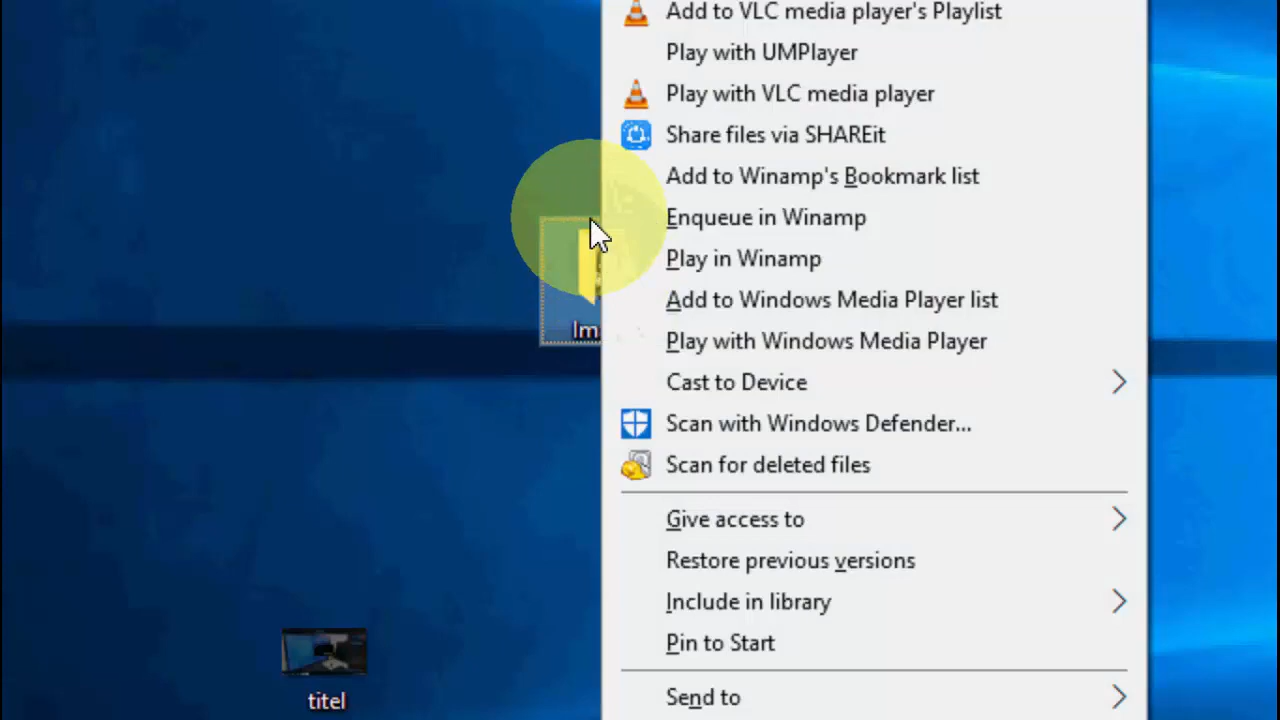 Add to VLC media player's Playlist
Play with UMPlayer
Play with VLC media player
Share files via SHAREit
Add to Winamp's Bookmark list
Enqueue in Winamp
Play in Winamp
Add to Windows Media Player list
Im
Play with Windows Media Player
Cast to Device
Scan with Windows Defender...
Scan for deleted files
Give access to
Restore previous versions
Include in library
Pin to Start
Send to
titel